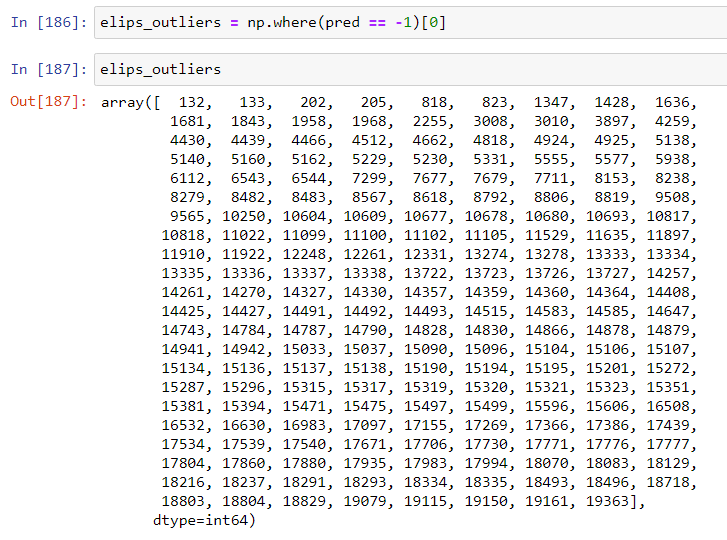 In [186]: elips_outliers = np.where(pred == -1)[0]
In [187]: elips_outliers
Out[187]: array([  132,   133,   202,   205,   818,   823,  1347,  1428,  1636,
        1681,  1843,  1958,  1968,  2255,  3008,  3010,  3897,  4259,
        4430,  4439,  4466,  4512,  4662,  4818,  4924,  4925,  5138,
        5140,  5160,  5162,  5229,  5230,  5331,  5555,  5577,  5938,
        6112,  6543,  6544,  7299,  7677,  7679,  7711,  8153,  8238,
        8279,  8482,  8483,  8567,  8618,  8792,  8806,  8819,  9508,
        9565, 10250, 10604, 10609, 10677, 10678, 10680, 10693, 10817,
       10818, 11022, 11099, 11100, 11102, 11105, 11529, 11635, 11897,
       11910, 11922, 12248, 12261, 12331, 13274, 13278, 13333, 13334,
       13335, 13336, 13337, 13338, 13722, 13723, 13726, 13727, 14257,
       14261, 14270, 14327, 14330, 14357, 14359, 14360, 14364, 14408,
       14425, 14427, 14491, 14492, 14493, 14515, 14583, 14585, 14647,
       14743, 14784, 14787, 14790, 14828, 14830, 14866, 14878, 14879,
       14941, 14942, 15033, 15037, 15090, 15096, 15104, 15106, 15107,
       15134, 15136, 15137, 15138, 15190, 15194, 15195, 15201, 15272,
       15287, 15296, 15315, 15317, 15319, 15320, 15321, 15323, 15351,
       15381, 15394, 15471, 15475, 15497, 15499, 15596, 15606, 16508,
       16532, 16630, 16983, 17097, 17155, 17269, 17366, 17386, 17439,
       17534, 17539, 17540, 17671, 17706, 17730, 17771, 17776, 17777,
       17804, 17860, 17880, 17935, 17983, 17994, 18070, 18083, 18129,
       18216, 18237, 18291, 18293, 18334, 18335, 18493, 18496, 18718,
       18803, 18804, 18829, 19079, 19115, 19150, 19161, 19363],
      dtype=int64)